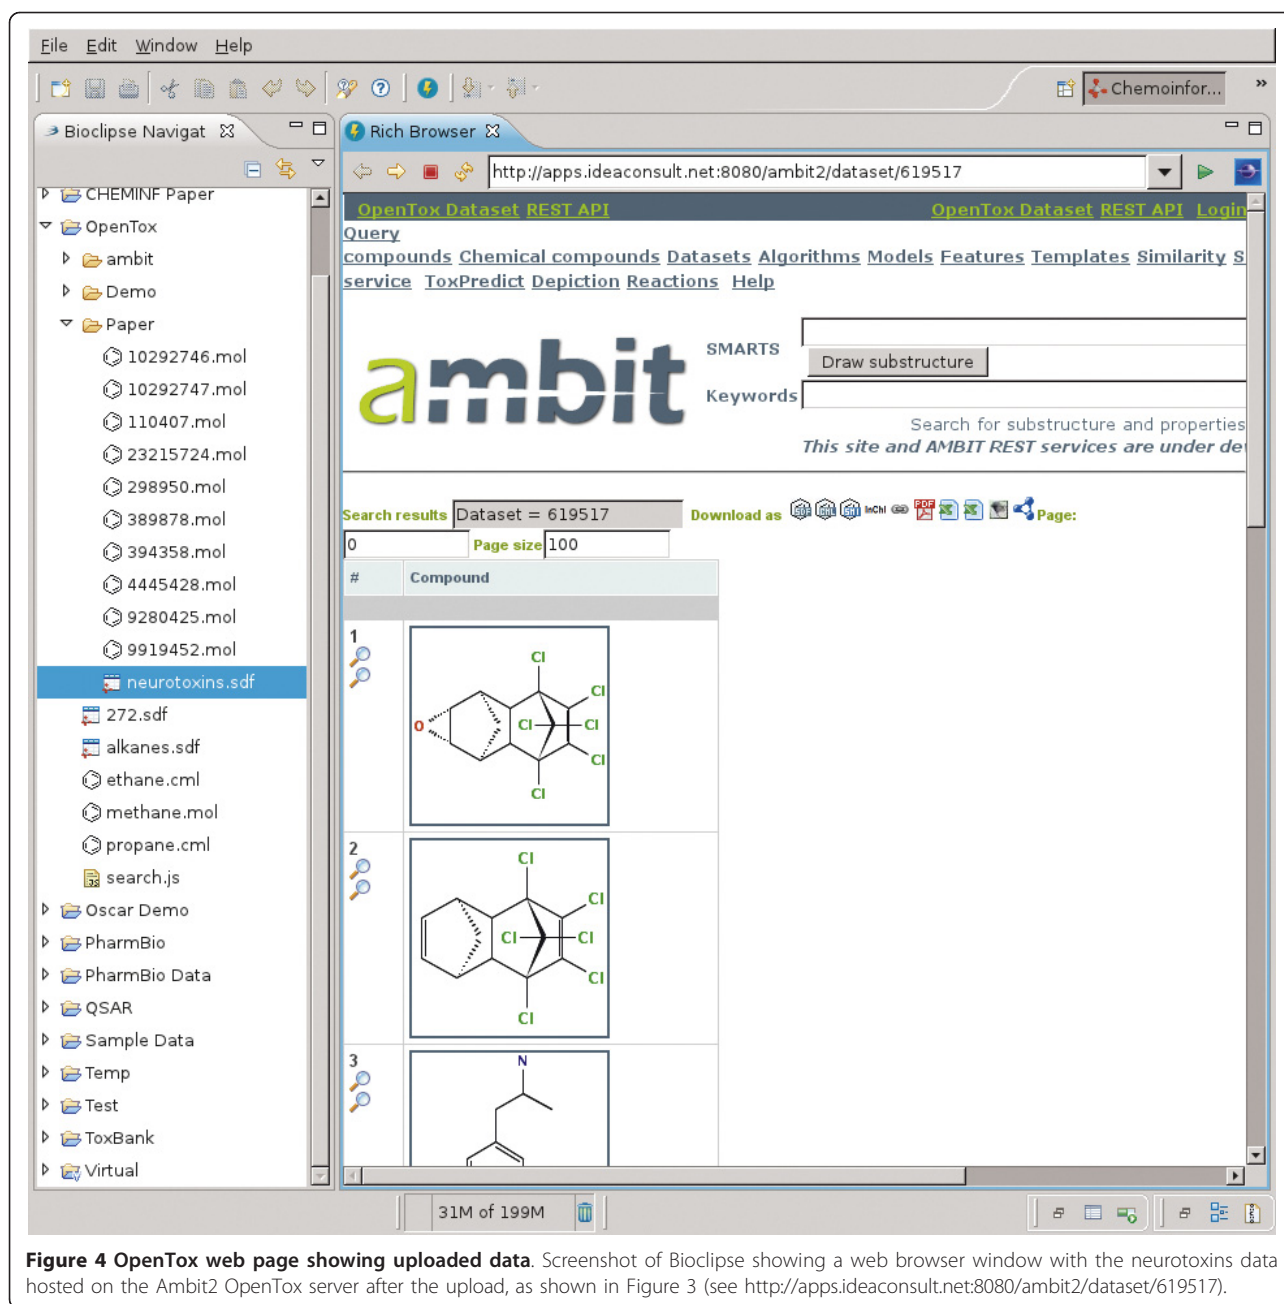 File Edit Window Help
Chemoinfor... »
Bioclipse Navigat
Rich Browser
http://apps.ideaconsult.net:8080/ambit2/dataset/619517
CHEMINF Paper
OpenTox
ambit
Demo
Paper
10292746.mol
10292747.mol
110407.mol
23215724.mol
298950.mol
389878.mol
394358.mol
4445428.mol
9280425.mol
9919452.mol
neurotoxins.sdf
272.sdf
alkanes.sdf
ethane.cml
methane.mol
propane.cml
search.js
Oscar Demo
PharmBio
PharmBio Data
QSAR
Sample Data
Temp
Test
ToxBank
Virtual
OpenTox Dataset REST API OpenTox Dataset REST API Login
Query
compounds Chemical compounds Datasets Algorithms Models Features Templates Similarity S
service ToxPredict Depiction Reactions Help
ambit
SMARTS
Draw substructure
Keywords
Search for substructure and properties
This site and AMBIT REST services are under de
Search results Dataset = 619517 Download as InChI PDF Page:
0 Page size 100
# Compound
1
Cl
Cl
O Cl Cl
Cl
Cl
2
Cl
Cl
Cl Cl
Cl
Cl
3
N
31M of 199M
Figure 4 OpenTox web page showing uploaded data. Screenshot of Bioclipse showing a web browser window with the neurotoxins data
hosted on the Ambit2 OpenTox server after the upload, as shown in Figure 3 (see http://apps.ideaconsult.net:8080/ambit2/dataset/619517).